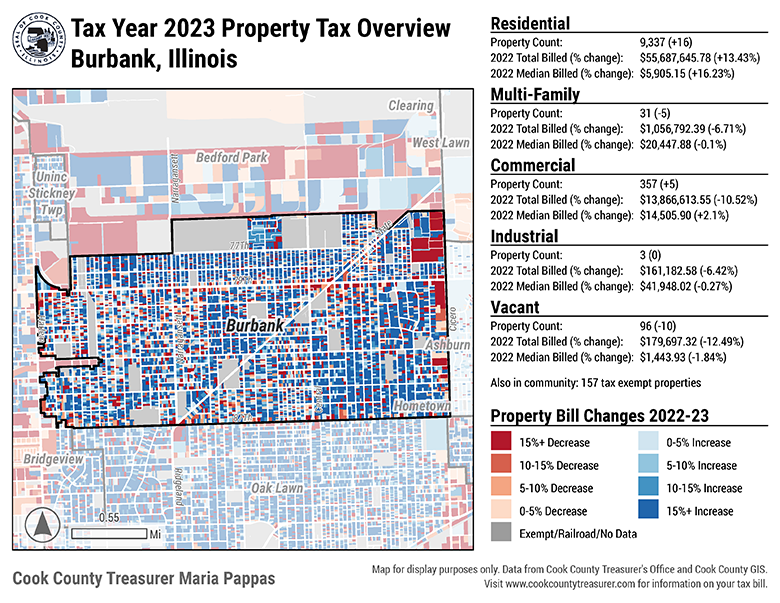 Tax Year 2023 Property Tax Overview
Burbank, Illinois
Residential
Property Count: 9,337 (+16)
2022 Total Billed (% change): $55,687,645.78 (+13.43%)
2022 Median Billed (% change): $5,905.15 (+16.23%)
Multi-Family
Property Count: 31 (-5)
2022 Total Billed (% change): $1,056,792.39 (-6.71%)
2022 Median Billed (% change): $20,447.88 (-0.1%)
Commercial
Property Count: 357 (+5)
2022 Total Billed (% change): $13,866,613.55 (-10.52%)
2022 Median Billed (% change): $14,505.90 (+2.1%)
Industrial
Property Count: 3 (0)
2022 Total Billed (% change): $161,182.58 (-6.42%)
2022 Median Billed (% change): $41,948.02 (-0.27%)
Vacant
Property Count: 96 (-10)
2022 Total Billed (% change): $179,697.32 (-12.49%)
2022 Median Billed (% change): $1,443.93 (-1.84%)
Also in community: 157 tax exempt properties
Property Bill Changes 2022-23
15%+ Decrease
10-15% Decrease
5-10% Decrease
0-5% Decrease
Exempt/Railroad/No Data
0-5% Increase
5-10% Increase
10-15% Increase
15%+ Increase
Clearing
West Lawn
Bedford Park
Narragansett
Uninc
Stickney
Twp
77Th
Burbank
Cicero
Ashburn
Hometown
Bridgeview
Ridgeland
Oak Lawn
0.55
Mi
Cook County Treasurer Maria Pappas
Map for display purposes only. Data from Cook County Treasurer's Office and Cook County GIS.
Visit www.cookcountytreasurer.com for information on your tax bill.